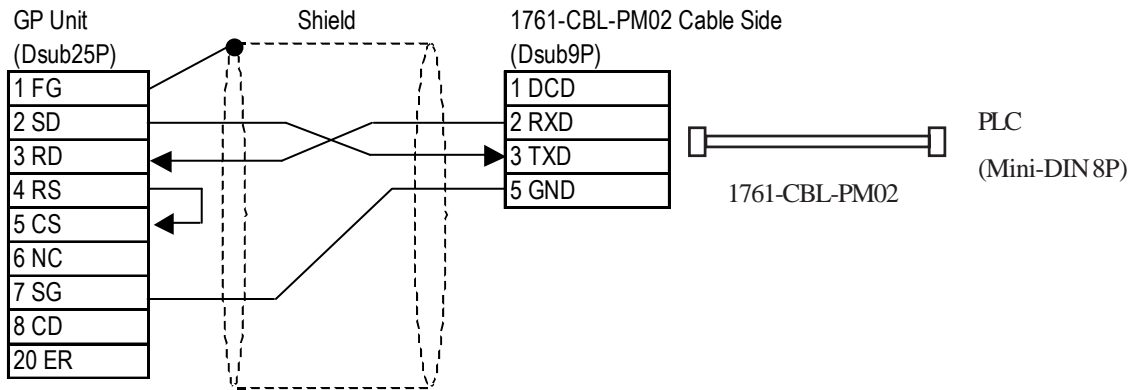 GP Unit
(Dsub25P)
1 FG
2 SD
3 RD
4 RS
5 CS
6 NC
7 SG
8 CD
20 ER
Shield
1761-CBL-PM02 Cable Side
(Dsub9P)
1 DCD
2 RXD
3 TXD
5 GND
1761-CBL-PM02
PLC
(Mini-DIN 8P)